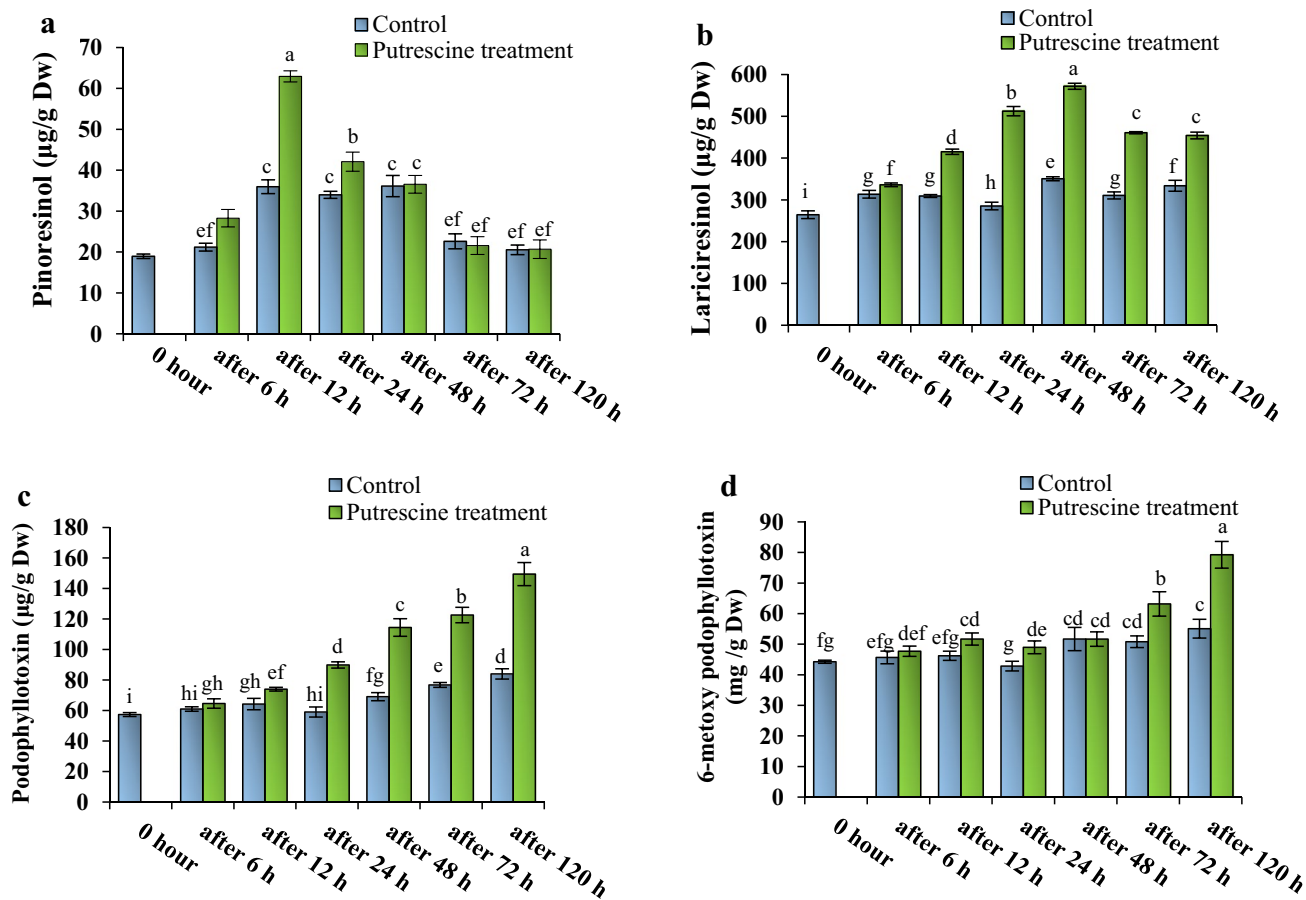 a
Control
Putrescine treatment
Pinoresinol (µg/g Dw)
70
60
50
40
30
20
10
0
ef
c
a
c
b
c
c
ef
ef
ef
ef
0 hour
after 6 h
after 12 h
after 24 h
after 48 h
after 72 h
after 120 h
b
Control
Putrescine treatment
Lariciresinol (µg/g Dw)
600
500
400
300
200
100
0
i
g
f
g
d
h
b
e
a
g
c
f
c
0 hour
after 6 h
after 12 h
after 24 h
after 48 h
after 72 h
after 120 h
c
Control
Putrescine treatment
Podophyllotoxin (µg/g Dw)
180
160
140
120
100
80
60
40
20
0
i
hi
gh
gh
ef
hi
d
fg
c
e
b
d
a
0 hour
after 6 h
after 12 h
after 24 h
after 48 h
after 72 h
after 120 h
d
Control
Putrescine treatment
6-metoxy podophyllotoxin
(mg /g Dw)
90
80
70
60
50
40
30
20
10
0
fg
efg
def
efg
cd
g
de
cd
cd
cd
b
c
a
0 hour
after 6 h
after 12 h
after 24 h
after 48 h
after 72 h
after 120 h